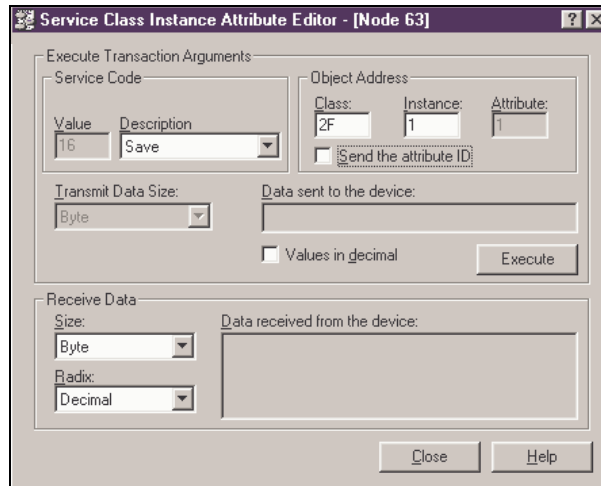 Service Class Instance Attribute Editor - [Node 63]
Execute Transaction Arguments
Service Code
Object Address
Class: Instance: Attribute:
2F 1 1
Value Description
16 Save
Send the attribute ID
Transmit Data Size: Data sent to the device:
Byte
Values in decimal
Execute
Receive Data
Size: Data received from the device:
Byte
Radix:
Decimal
Close Help